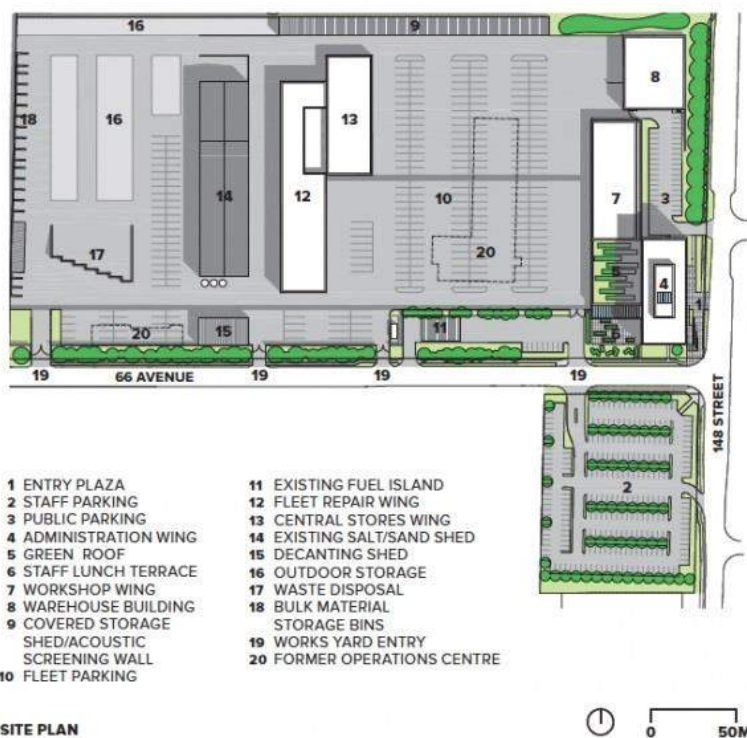 16
9
18
16
13
8
14
12
7
3
10
17
20
5
4
1
20
15
11
6
19
66 AVENUE
19
19
19
148 STREET
2
1 ENTRY PLAZA
2 STAFF PARKING
3 PUBLIC PARKING
4 ADMINISTRATION WING
5 GREEN ROOF
6 STAFF LUNCH TERRACE
7 WORKSHOP WING
8 WAREHOUSE BUILDING
9 COVERED STORAGE
SHED/ACOUSTIC
SCREENING WALL
10 FLEET PARKING
11 EXISTING FUEL ISLAND
12 FLEET REPAIR WING
13 CENTRAL STORES WING
14 EXISTING SALT/SAND SHED
15 DECANTING SHED
16 OUTDOOR STORAGE
17 WASTE DISPOSAL
18 BULK MATERIAL
STORAGE BINS
19 WORKS YARD ENTRY
20 FORMER OPERATIONS CENTRE
SITE PLAN
0 50M